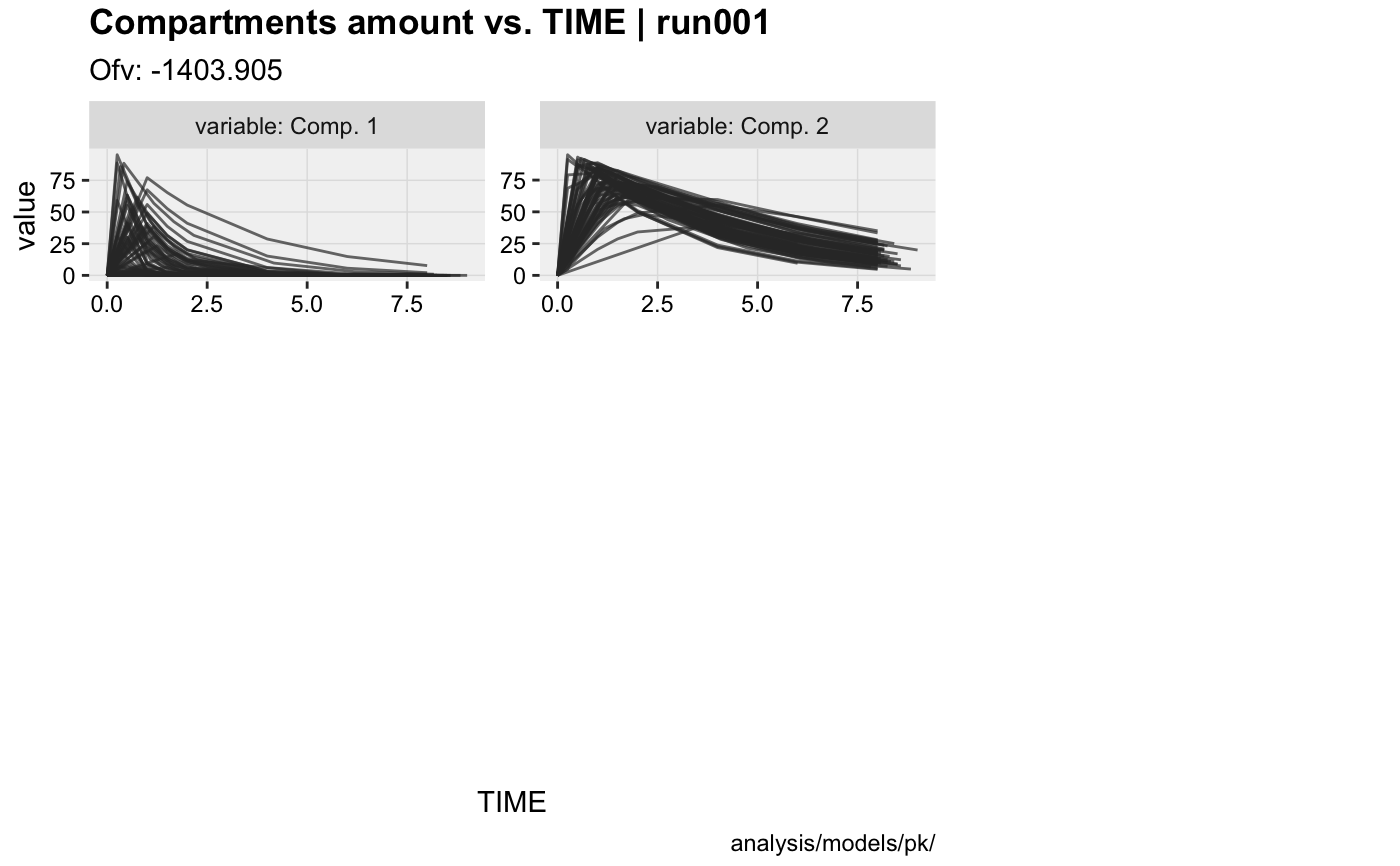 Compartments amount vs. TIME | run001
Ofv: -1403.905
variable: Comp. 1
variable: Comp. 2
value
75
50
25
0
75
50
25
0
0.0 2.5 5.0 7.5
0.0 2.5 5.0 7.5
TIME
analysis/models/pk/